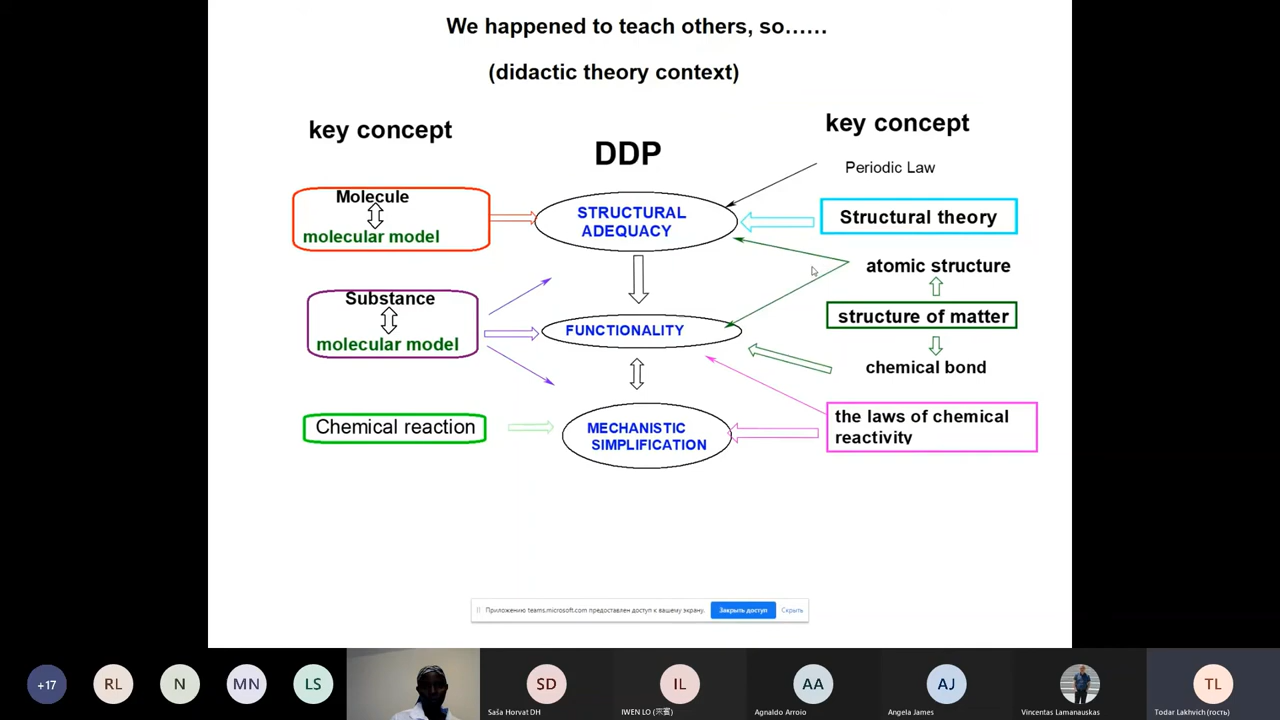 We happened to teach others, so……
(didactic theory context)
key concept
DDP
key concept
Periodic Law
Molecule
molecular model
STRUCTURAL
ADEQUACY
Structural theory
atomic structure
Substance
molecular model
FUNCTIONALITY
structure of matter
chemical bond
Chemical reaction
MECHANISTIC
SIMPLIFICATION
the laws of chemical
reactivity
Приложению teams.microsoft.com предоставлен доступ к вашему экрану.
Закрыть доступ
Скрыть
+17
RL
N
MN
LS
SD
IL
AA
AJ
TL
Saša Horvat DH
IWEN LO
Agnaldo Arroio
Angela James
Vincentas Lamanauskas
Todar Lakhvich (гость)